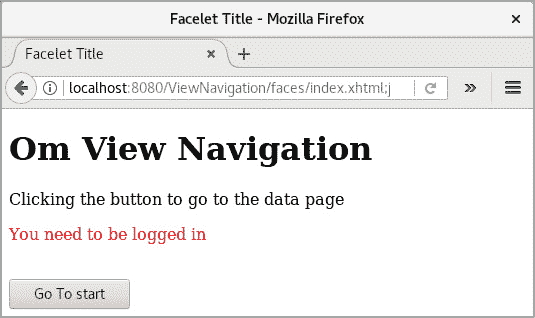 Facelet Title - Mozilla Firefox
Facelet Title
localhost:8080/ViewNavigation/faces/index.xhtml;j
Om View Navigation
Clicking the button to go to the data page
You need to be logged in
Go To start